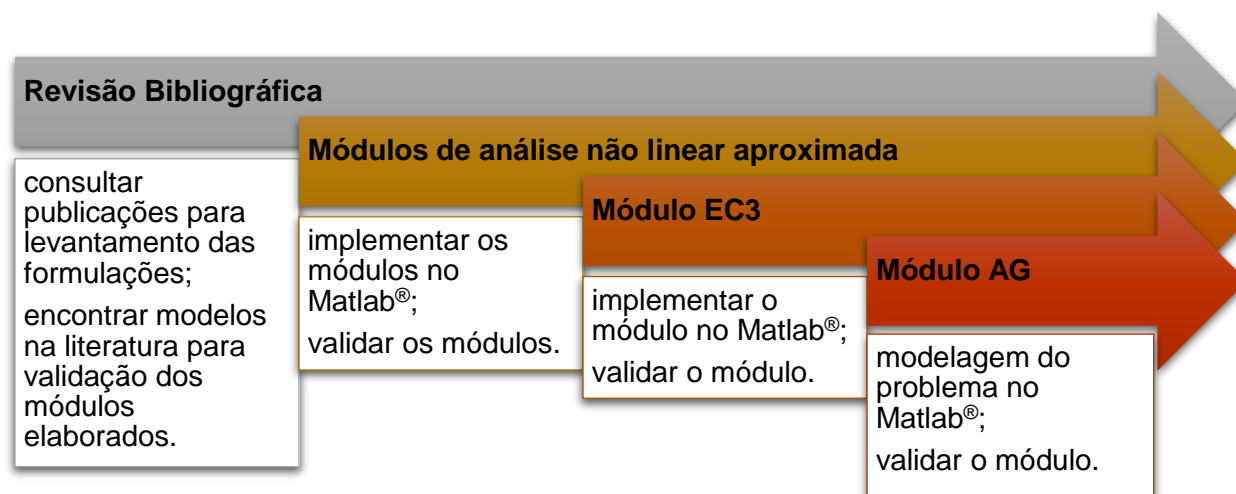 Revisão Bibliográfica
consultar
publicações para
levantamento das
formulações;
encontrar modelos
na literatura para
validação dos
módulos
elaborados.
Módulos de análise não linear aproximada
implementar os
módulos no
Matlab®;
validar os módulos.
Módulo EC3
implementar o
módulo no Matlab®;
validar o módulo.
Módulo AG
modelagem do
problema no
Matlab®;
validar o módulo.